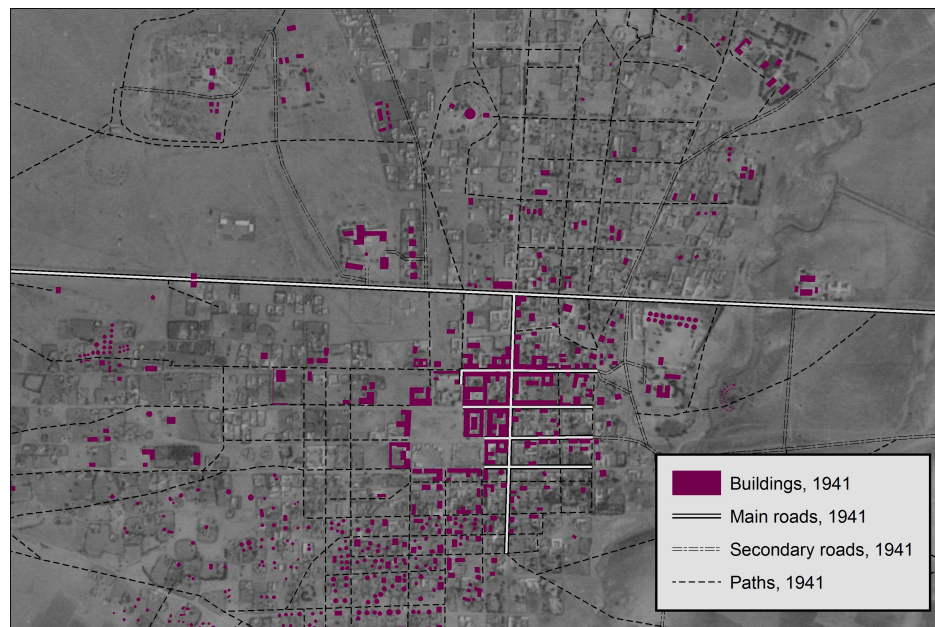 Buildings, 1941
Main roads, 1941
Secondary roads, 1941
Paths, 1941